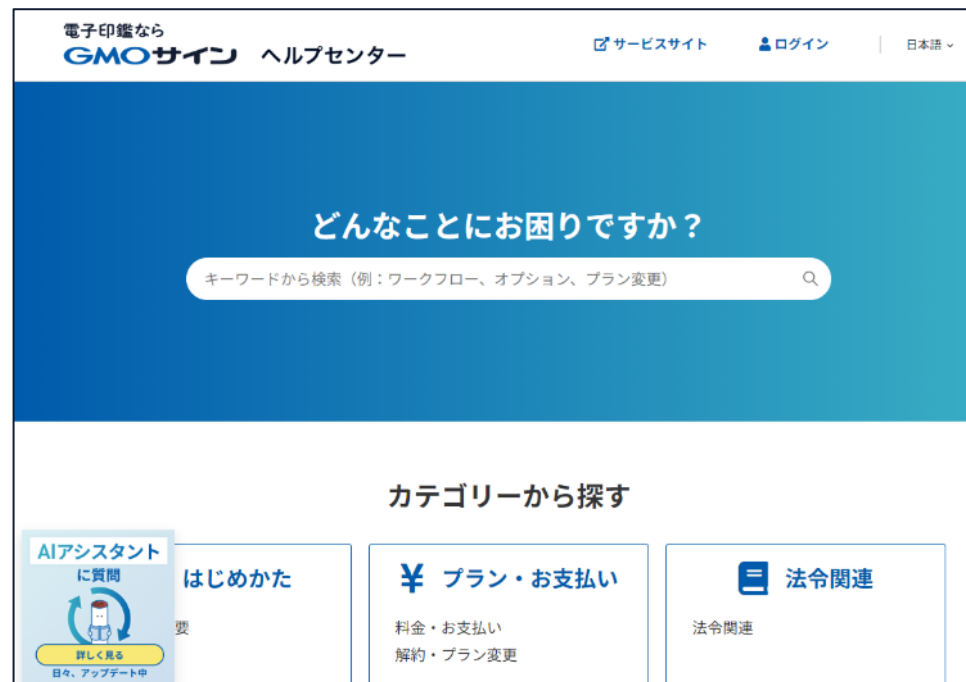 電子印鑑なら
GMOサイン ヘルプセンター
サービスサイト
ログイン
日本語
どんなことにお困りですか？
キーワードから検索（例：ワークフロー、オプション、プラン変更）
カテゴリーから探す
AIアシスタント
に質問
詳しく見る
日々、アップデート中
はじめかた
要
プラン・お支払い
料金・お支払い
解約・プラン変更
法令関連
法令関連